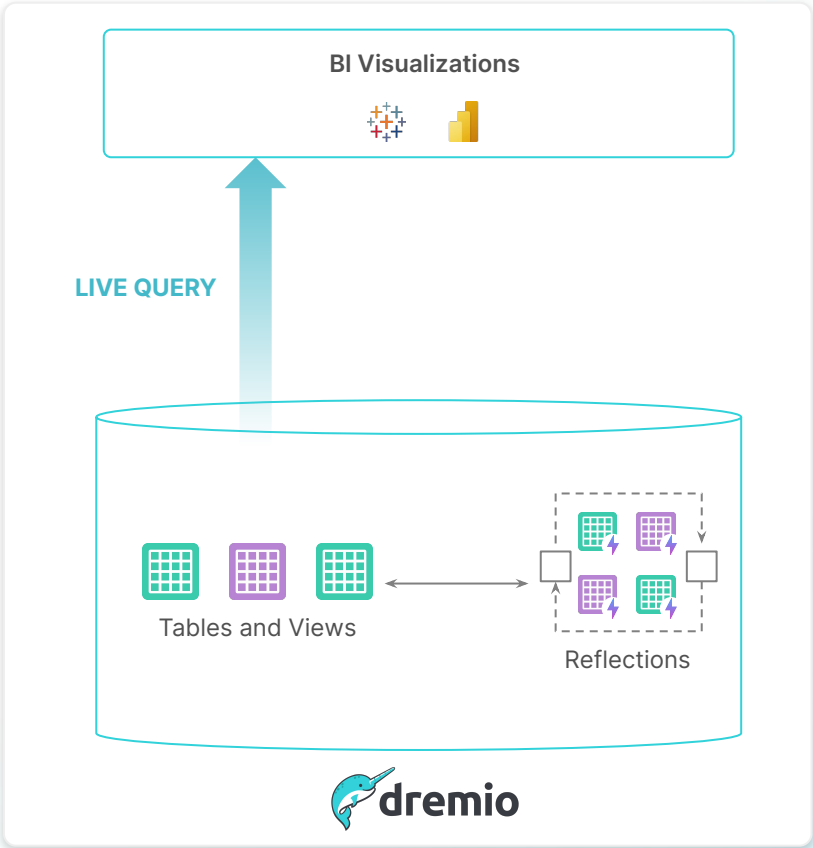 BI Visualizations
LIVE QUERY
Tables and Views
Reflections
dremio